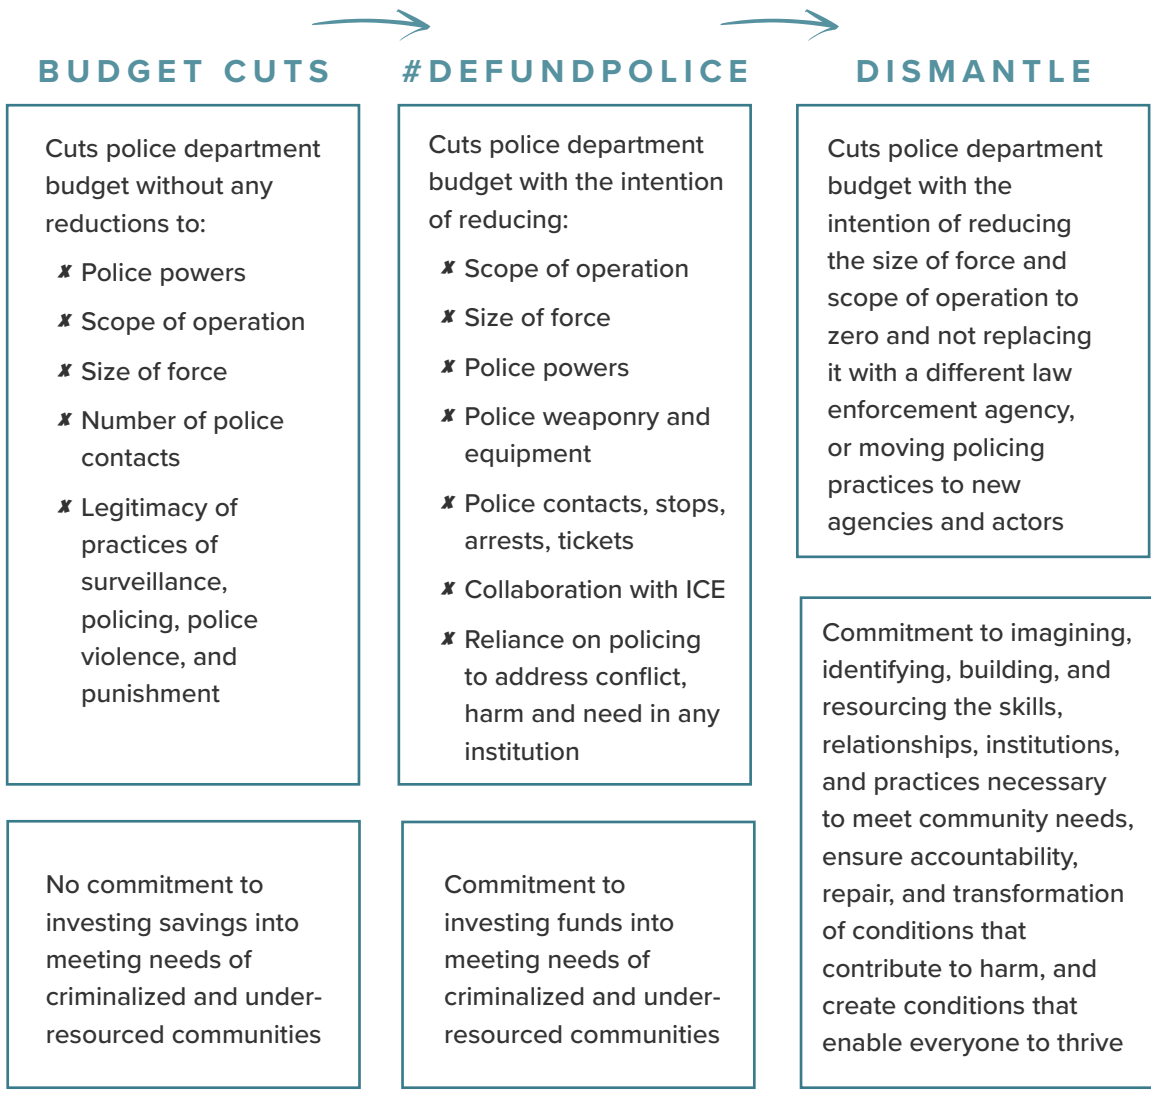 BUDGET CUTS
Cuts police department
budget without any
reductions to:
✘ Police powers
✘ Scope of operation
✘ Size of force
✘ Number of police
contacts
✘ Legitimacy of
practices of
surveillance,
policing, police
violence, and
punishment
No commitment to
investing savings into
meeting needs of
criminalized and under-
resourced communities
#DEFUNDPOLICE
Cuts police department
budget with the intention
of reducing:
✘ Scope of operation
✘ Size of force
✘ Police powers
✘ Police weaponry and
equipment
✘ Police contacts, stops,
arrests, tickets
✘ Collaboration with ICE
✘ Reliance on policing
to address conflict,
harm and need in any
institution
Commitment to
investing funds into
meeting needs of
criminalized and under-
resourced communities
DISMANTLE
Cuts police department
budget with the
intention of reducing
the size of force and
scope of operation to
zero and not replacing
it with a different law
enforcement agency,
or moving policing
practices to new
agencies and actors
Commitment to imagining,
identifying, building, and
resourcing the skills,
relationships, institutions,
and practices necessary
to meet community needs,
ensure accountability,
repair, and transformation
of conditions that
contribute to harm, and
create conditions that
enable everyone to thrive